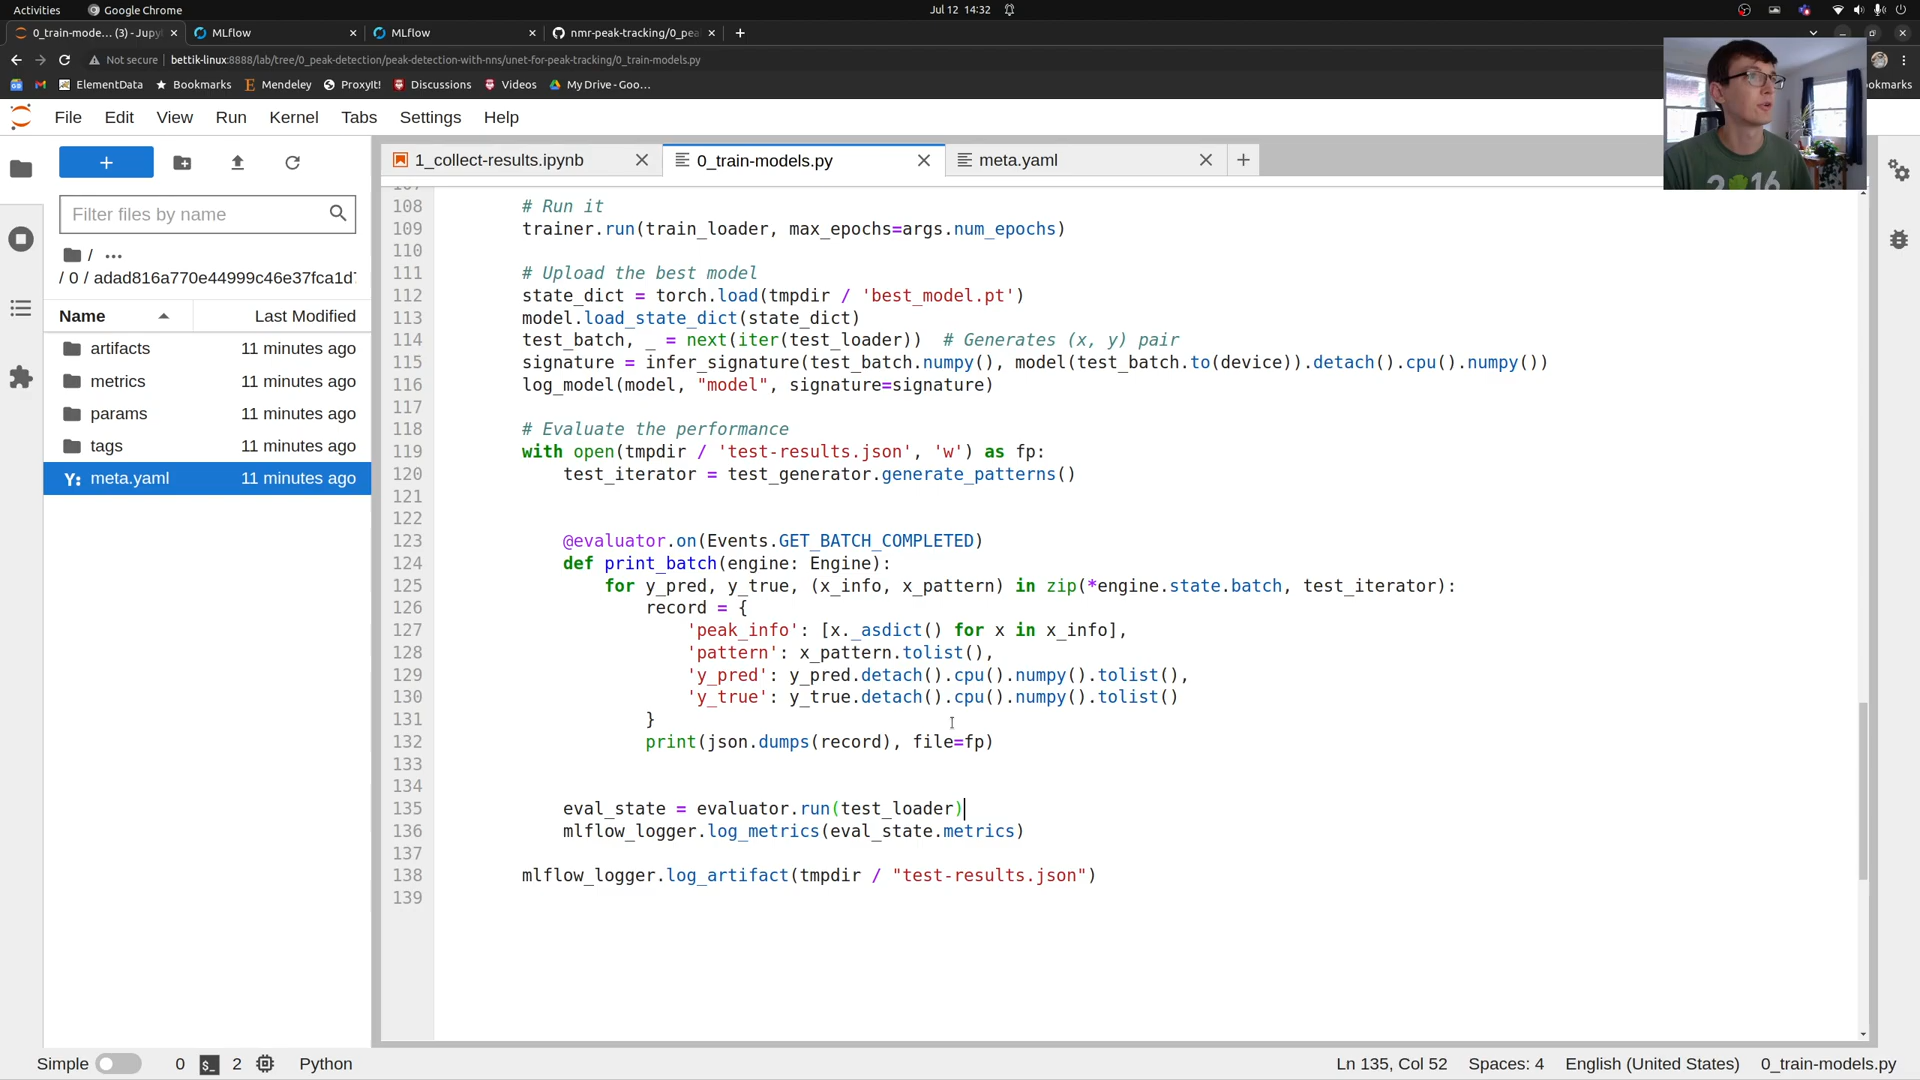 Activities
Google Chrome
Jul 12 14:32
0_train-mode... (3) - Jupyt
MLflow
MLflow
nmr-peak-tracking/0_pea
Not secure
bettik-linux:8888/lab/tree/0_peak-detection/peak-detection-with-nns/unet-for-peak-tracking/0_train-models.py
ElementData
Bookmarks
Mendeley
ProxyIt!
Discussions
Videos
My Drive - Goo...
ookmarks
File
Edit
View
Run
Kernel
Tabs
Settings
Help
1_collect-results.ipynb
0_train-models.py
meta.yaml
Filter files by name
/ ...
/ 0 / adad816a770e44999c46e37fca1d
Name
Last Modified
artifacts 11 minutes ago
metrics 11 minutes ago
params 11 minutes ago
tags 11 minutes ago
Y: meta.yaml 11 minutes ago
2 16
107
108 # Run it
109 trainer.run(train_loader, max_epochs=args.num_epochs)
110
111 # Upload the best model
112 state_dict = torch.load(tmpdir / 'best_model.pt')
113 model.load_state_dict(state_dict)
114 test_batch, _ = next(iter(test_loader))  # Generates (x, y) pair
115 signature = infer_signature(test_batch.numpy(), model(test_batch.to(device)).detach().cpu().numpy())
116 log_model(model, "model", signature=signature)
117
118 # Evaluate the performance
119 with open(tmpdir / 'test-results.json', 'w') as fp:
120 test_iterator = test_generator.generate_patterns()
121
122
123 @evaluator.on(Events.GET_BATCH_COMPLETED)
124 def print_batch(engine: Engine):
125 for y_pred, y_true, (x_info, x_pattern) in zip(*engine.state.batch, test_iterator):
126 record = {
127 'peak_info': [x._asdict() for x in x_info],
128 'pattern': x_pattern.tolist(),
129 'y_pred': y_pred.detach().cpu().numpy().tolist(),
130 'y_true': y_true.detach().cpu().numpy().tolist()
131 }
132 print(json.dumps(record), file=fp)
133
134
135 eval_state = evaluator.run(test_loader)
136 mlflow_logger.log_metrics(eval_state.metrics)
137
138 mlflow_logger.log_artifact(tmpdir / "test-results.json")
139
Simple
0
$_
2
Python
Ln 135, Col 52
Spaces: 4
English (United States)
0_train-models.py